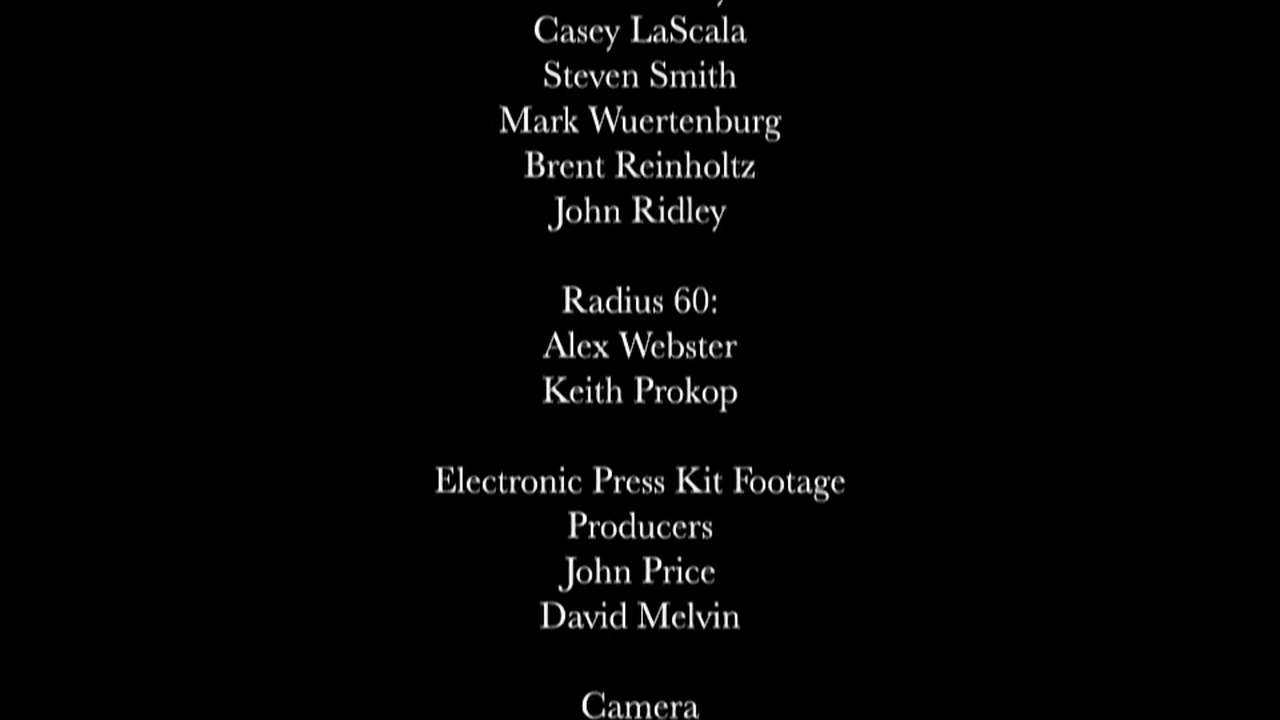 Casey LaScala
Steven Smith
Mark Wuertenburg
Brent Reinholtz
John Ridley
Radius 60:
Alex Webster
Keith Prokop
Electronic Press Kit Footage
Producers
John Price
David Melvin
Camera